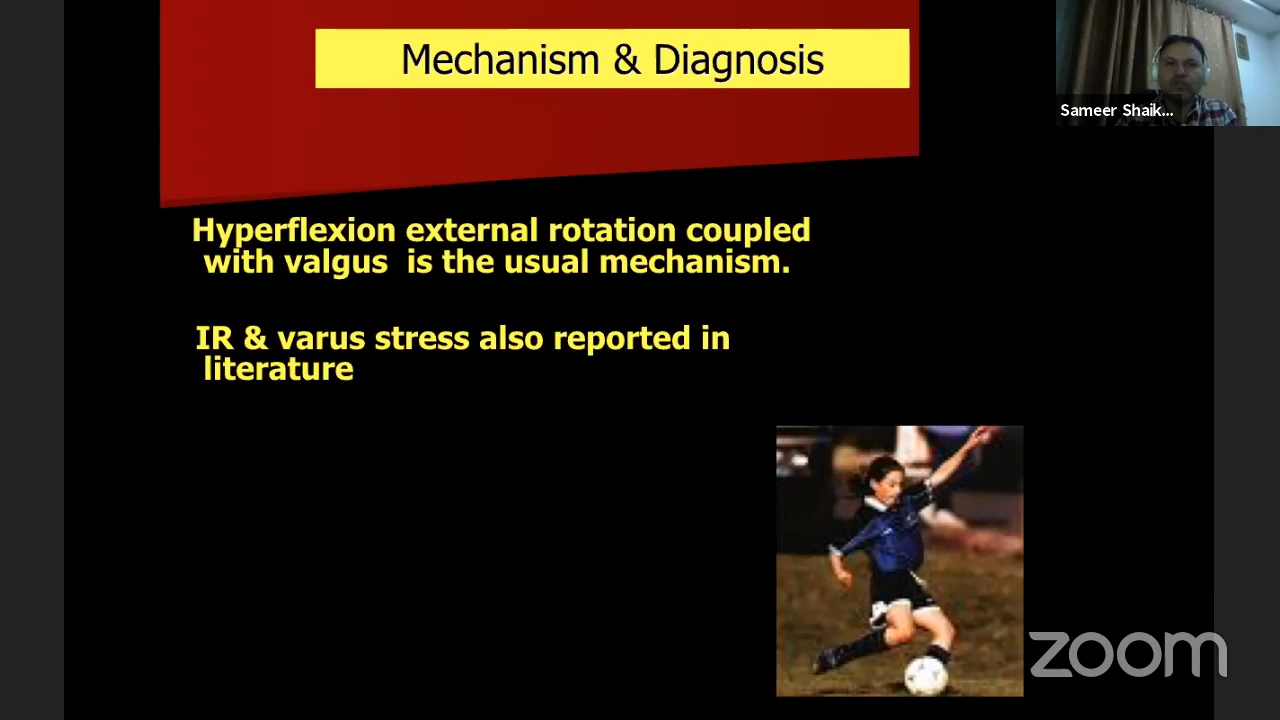 Mechanism & Diagnosis
Sameer Shaik...
Hyperflexion external rotation coupled
with valgus is the usual mechanism.
IR & varus stress also reported in
literature
zoom